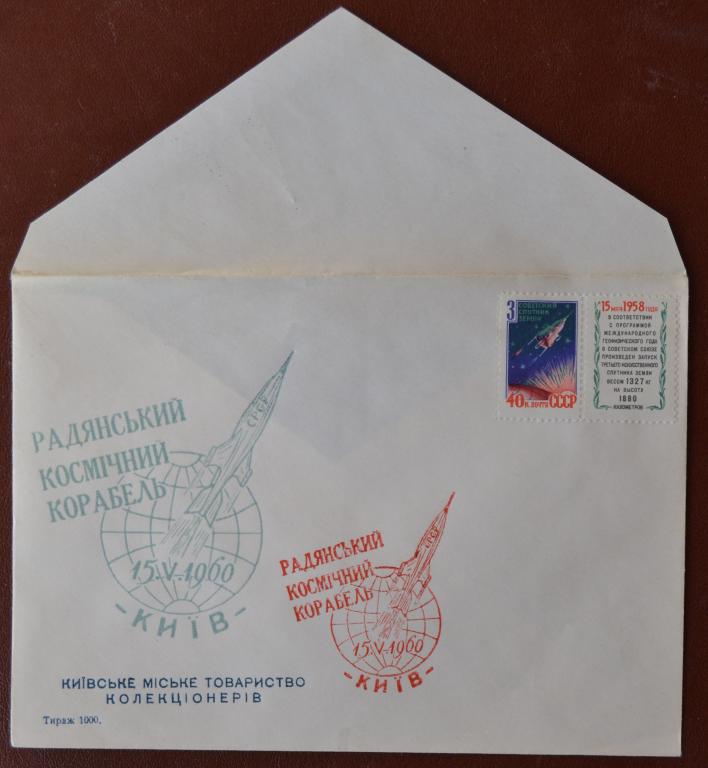 3 СОВЕТСКИЙ
СПУТНИК
ЗЕМЛИ
40 К. ПОЧТА СССР
15 МАЯ 1958 ГОДА
В СООТВЕТСТВИИ
С ПРОГРАММОЙ
МЕЖДУНАРОДНОГО
ГЕОФИЗИЧЕСКОГО ГОДА
В СОВЕТСКОМ СОЮЗЕ
ПРОИЗВЕДЕН ЗАПУСК
ТРЕТЬЕГО ИСКУССТВЕННОГО
СПУТНИКА ЗЕМЛИ
ВЕСОМ 1327 КГ
НА ВЫСОТУ
1880
КИЛОМЕТРОВ
РАДЯНСЬКИЙ
КОСМІЧНИЙ
КОРАБЕЛЬ
СРСР
15.V-1960
-КИЇВ-
РАДЯНСЬКИЙ
КОСМІЧНИЙ
КОРАБЕЛЬ
СРСР
15.V-1960
-КИЇВ-
КИЇВСЬКЕ МІСЬКЕ ТОВАРИСТВО
КОЛЕКЦІОНЕРІВ
Тираж 1000.